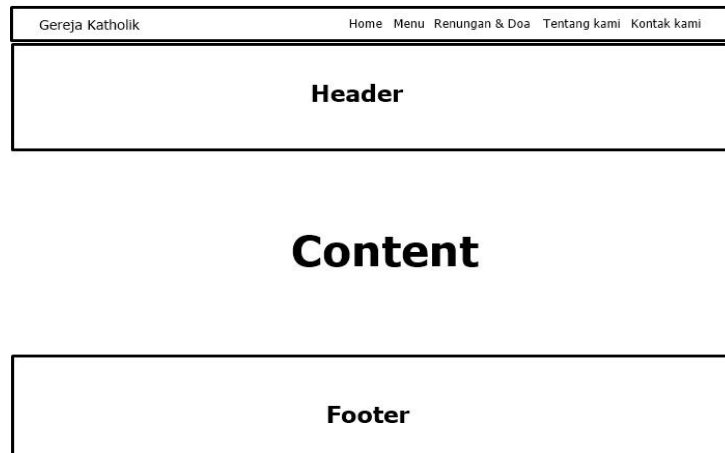 Gereja Katholik Home Menu Renungan & Doa Tentang kami Kontak kami
Header
Content
Footer